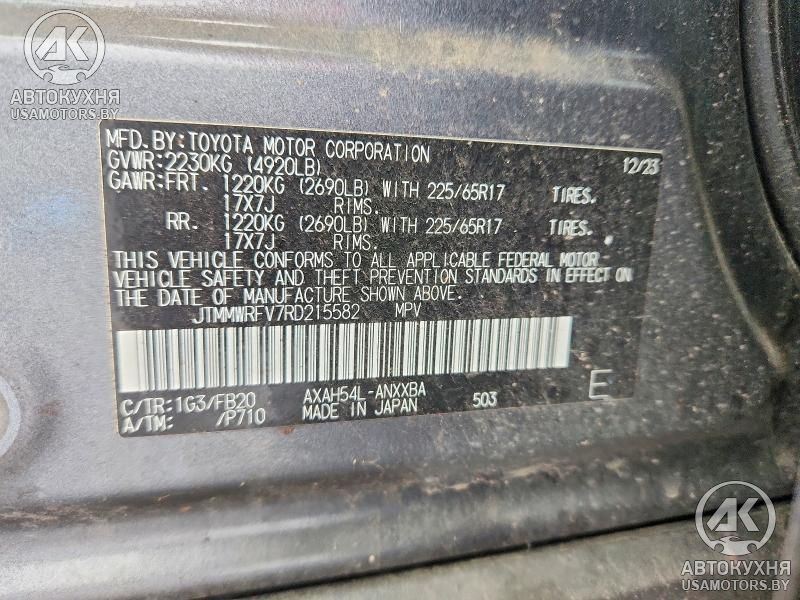 AK
АВТОКУХНЯ
USAMOTORS.BY
MFD.BY:TOYOTA MOTOR CORPORATION
GVWR:2230KG (4920LB) 12/23
GAWR:FRT. 1220KG (2690LB) WITH 225/65R17 TIRES.
17X7J RIMS.
RR. 1220KG (2690LB) WITH 225/65R17 TIRES.
17X7J RIMS.
THIS VEHICLE CONFORMS TO ALL APPLICABLE FEDERAL MOTOR
VEHICLE SAFETY AND THEFT PREVENTION STANDARDS IN EFFECT ON
THE DATE OF MANUFACTURE SHOWN ABOVE.
JTMMWRFV7RD215582 MPV
C/TR:1G3/FB20 AXAH54L-ANXXBA E
A/TM: /P710 MADE IN JAPAN 503
AK
АВТОКУХНЯ
USAMOTORS.BY